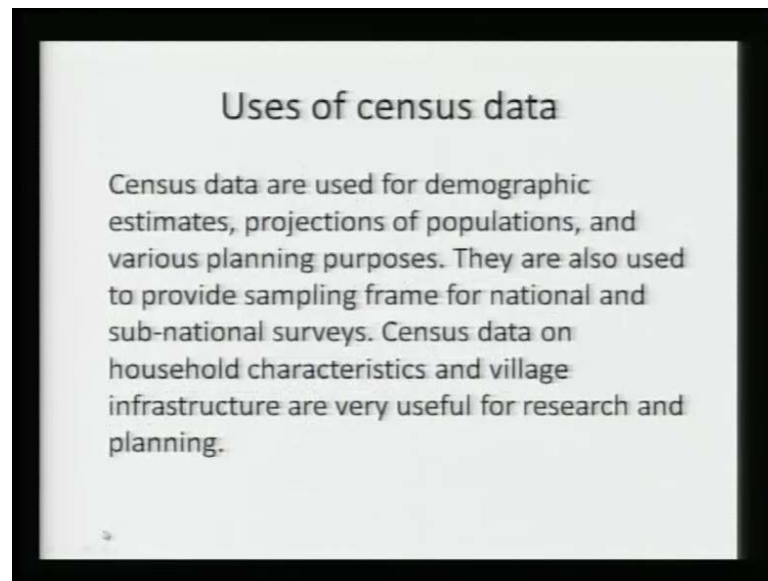 Uses of census data
Census data are used for demographic
estimates, projections of populations, and
various planning purposes. They are also used
to provide sampling frame for national and
sub-national surveys. Census data on
household characteristics and village
infrastructure are very useful for research and
planning.